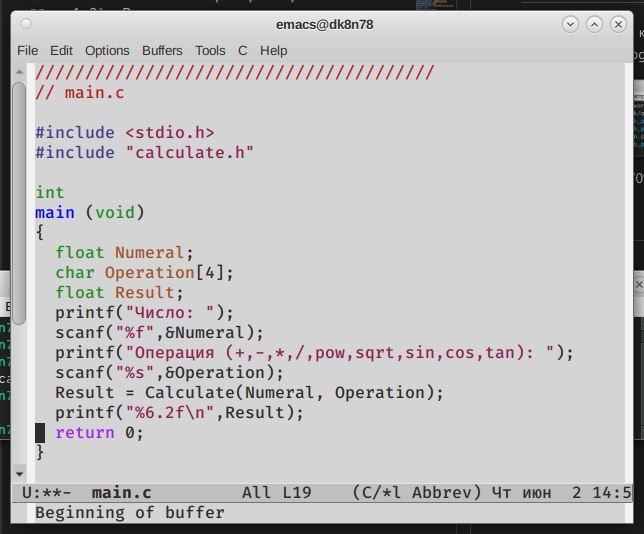 emacs@dk8n78
File Edit Options Buffers Tools C Help
////////////////////////////////////////
// main.c
#include <stdio.h>
#include "calculate.h"
int
main (void)
{
  float Numeral;
  char Operation[4];
  float Result;
  printf("Число: ");
  scanf("%f",&Numeral);
  printf("Операция (+,-,*,/,pow,sqrt,sin,cos,tan): ");
  scanf("%s",&Operation);
  Result = Calculate(Numeral, Operation);
  printf("%6.2f\n",Result);
  return 0;
}
U:**-  main.c         All L19    (C/*l Abbrev) Чт июн  2 14:5
Beginning of buffer